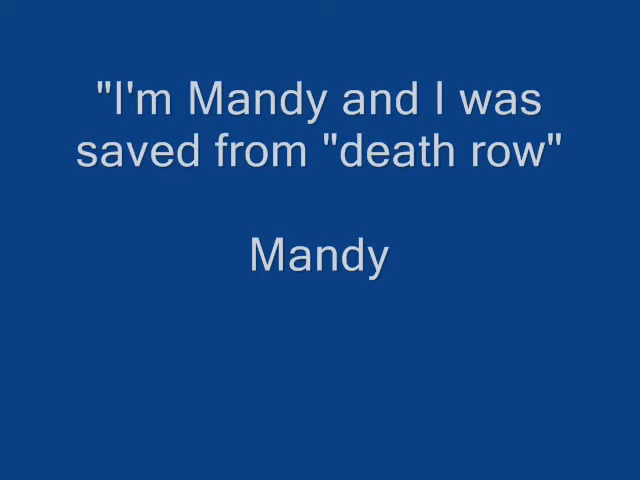 "I'm Mandy and I was
saved from "death row"
Mandy